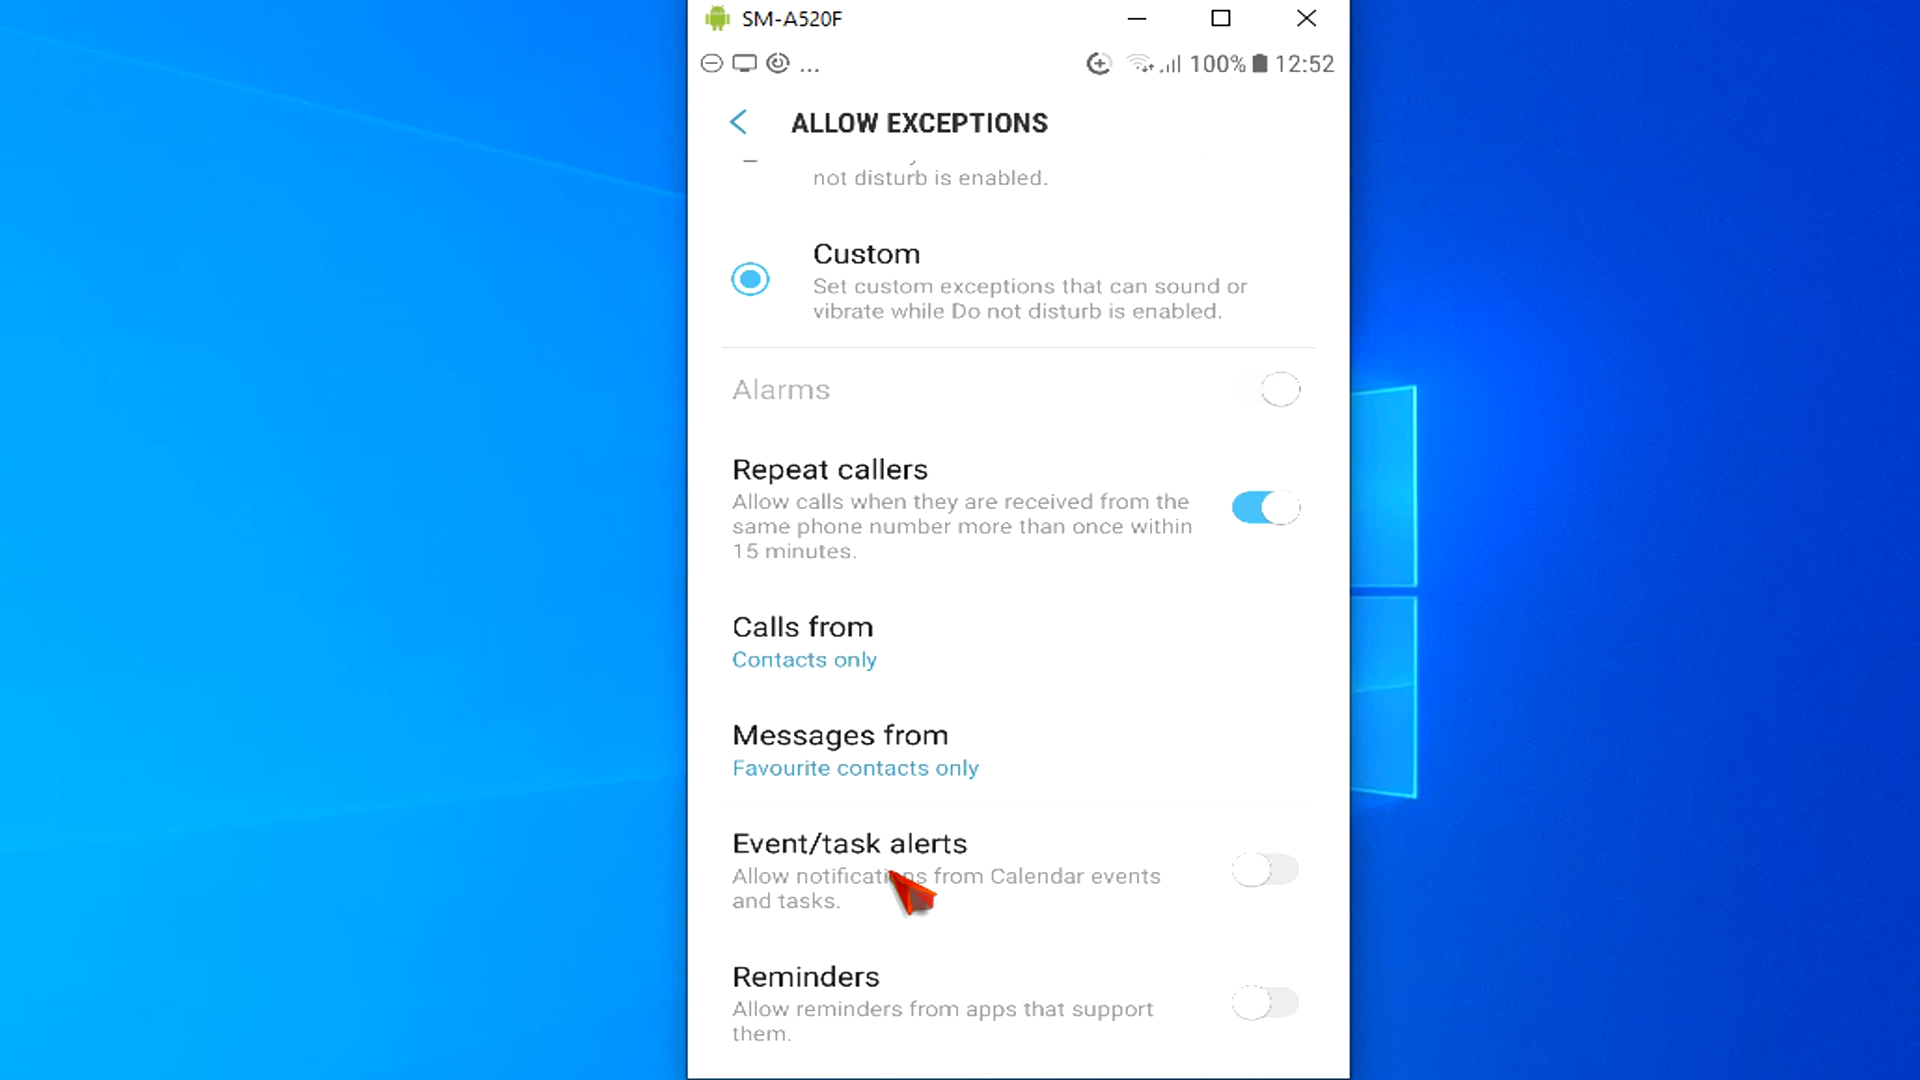 SM-A520F
... 100% 12:52
ALLOW EXCEPTIONS
not disturb is enabled.
Custom
Set custom exceptions that can sound or
vibrate while Do not disturb is enabled.
Alarms
Repeat callers
Allow calls when they are received from the
same phone number more than once within
15 minutes.
Calls from
Contacts only
Messages from
Favourite contacts only
Event/task alerts
Allow notifications from Calendar events
and tasks.
Reminders
Allow reminders from apps that support
them.